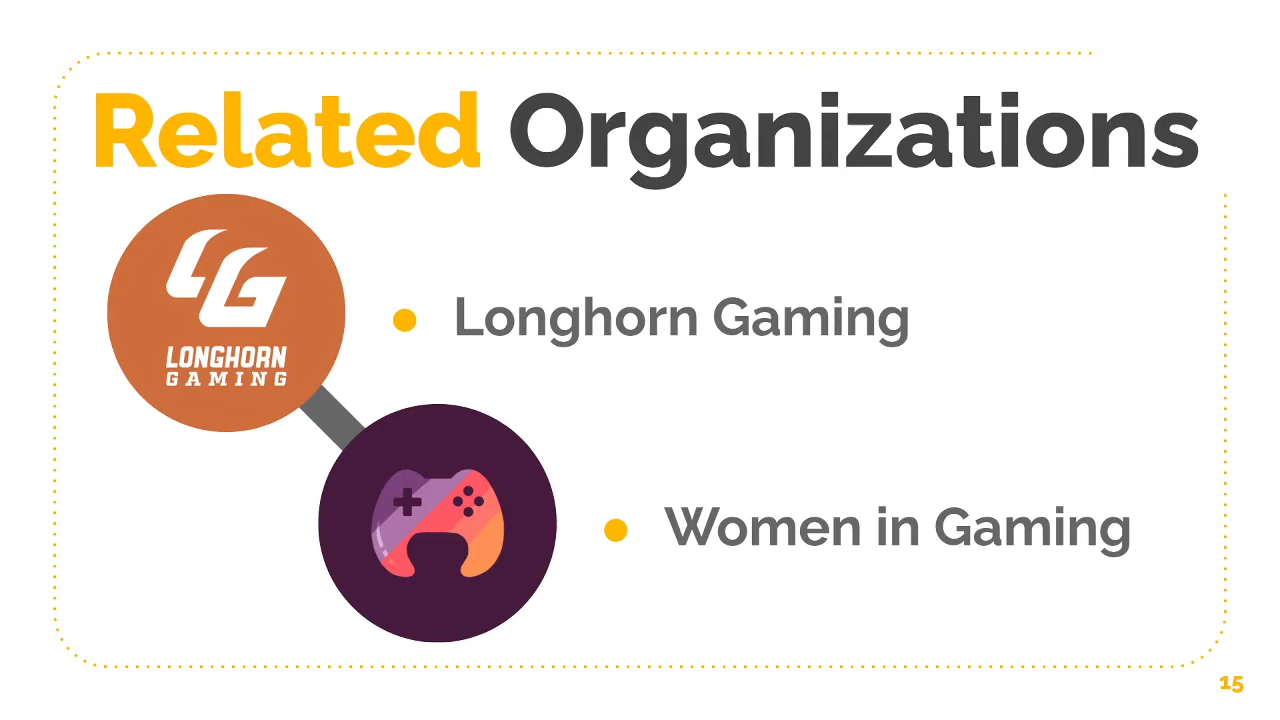 Related Organizations
LG
LONGHORN
GAMING
● Longhorn Gaming
● Women in Gaming
15